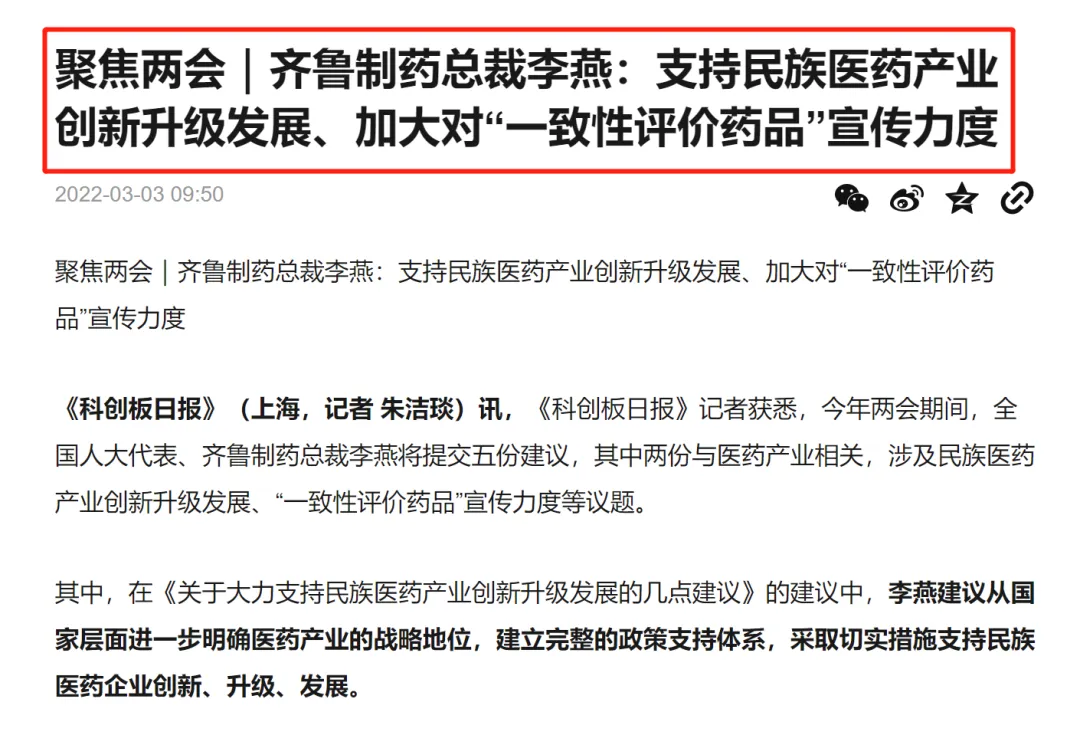 聚焦两会｜齐鲁制药总裁李燕：支持民族医药产业
创新升级发展、加大对“一致性评价药品”宣传力度
2022-03-03 09:50
聚焦两会｜齐鲁制药总裁李燕：支持民族医药产业创新升级发展、加大对“一致性评价药
品”宣传力度
《科创板日报》（上海，记者 朱洁琰）讯，《科创板日报》记者获悉，今年两会期间，全
国人大代表、齐鲁制药总裁李燕将提交五份建议，其中两份与医药产业相关，涉及民族医药
产业创新升级发展、“一致性评价药品”宣传力度等议题。
其中，在《关于大力支持民族医药产业创新升级发展的几点建议》的建议中，李燕建议从国
家层面进一步明确医药产业的战略地位，建立完整的政策支持体系，采取切实措施支持民族
医药企业创新、升级、发展。